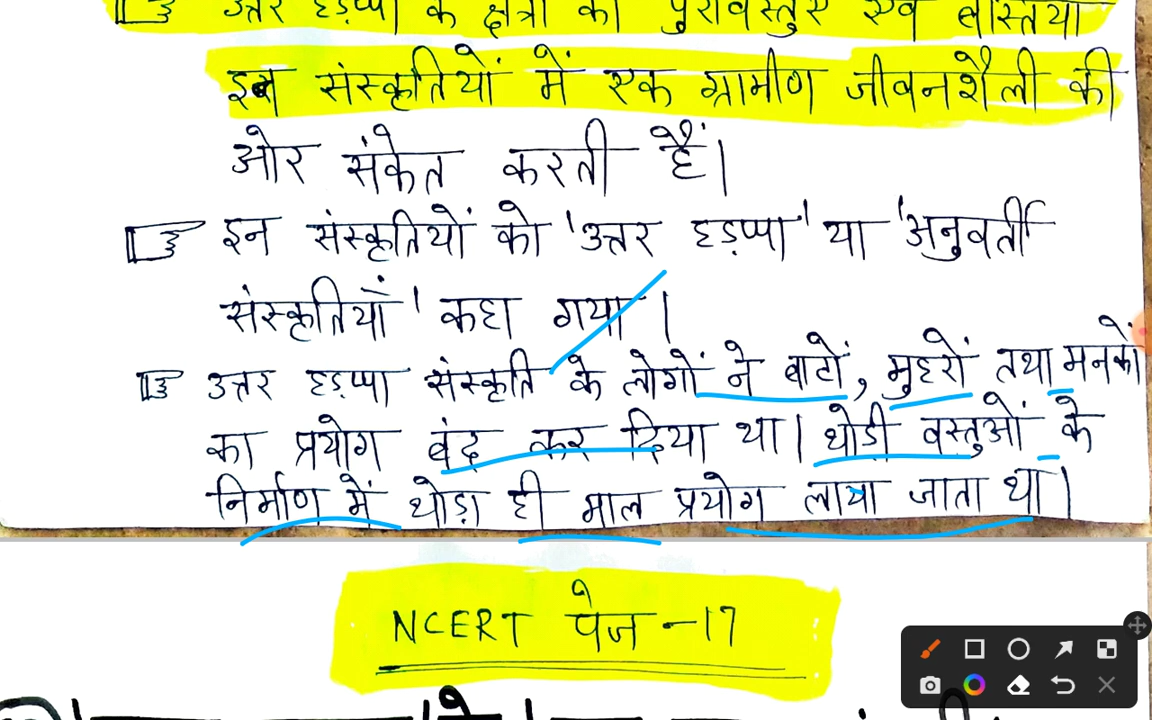 उत्तर हड़प्पा के क्षेत्रों की पुरावस्तुएँ एवं बस्तियाँ
इन संस्कृतियों में एक ग्रामीण जीवनशैली की
ओर संकेत करती हैं।
इन संस्कृतियों को 'उत्तर हड़प्पा' या 'अनुवर्ती
संस्कृतियाँ' कहा गया।
उत्तर हड़प्पा संस्कृति के लोगों ने बाटों, मुहरों तथा मनकों
का प्रयोग बंद कर दिया था। थोडी वस्तुओं के
निर्माण में थोड़ा ही माल प्रयोग लाया जाता था।
NCERT पेज -17